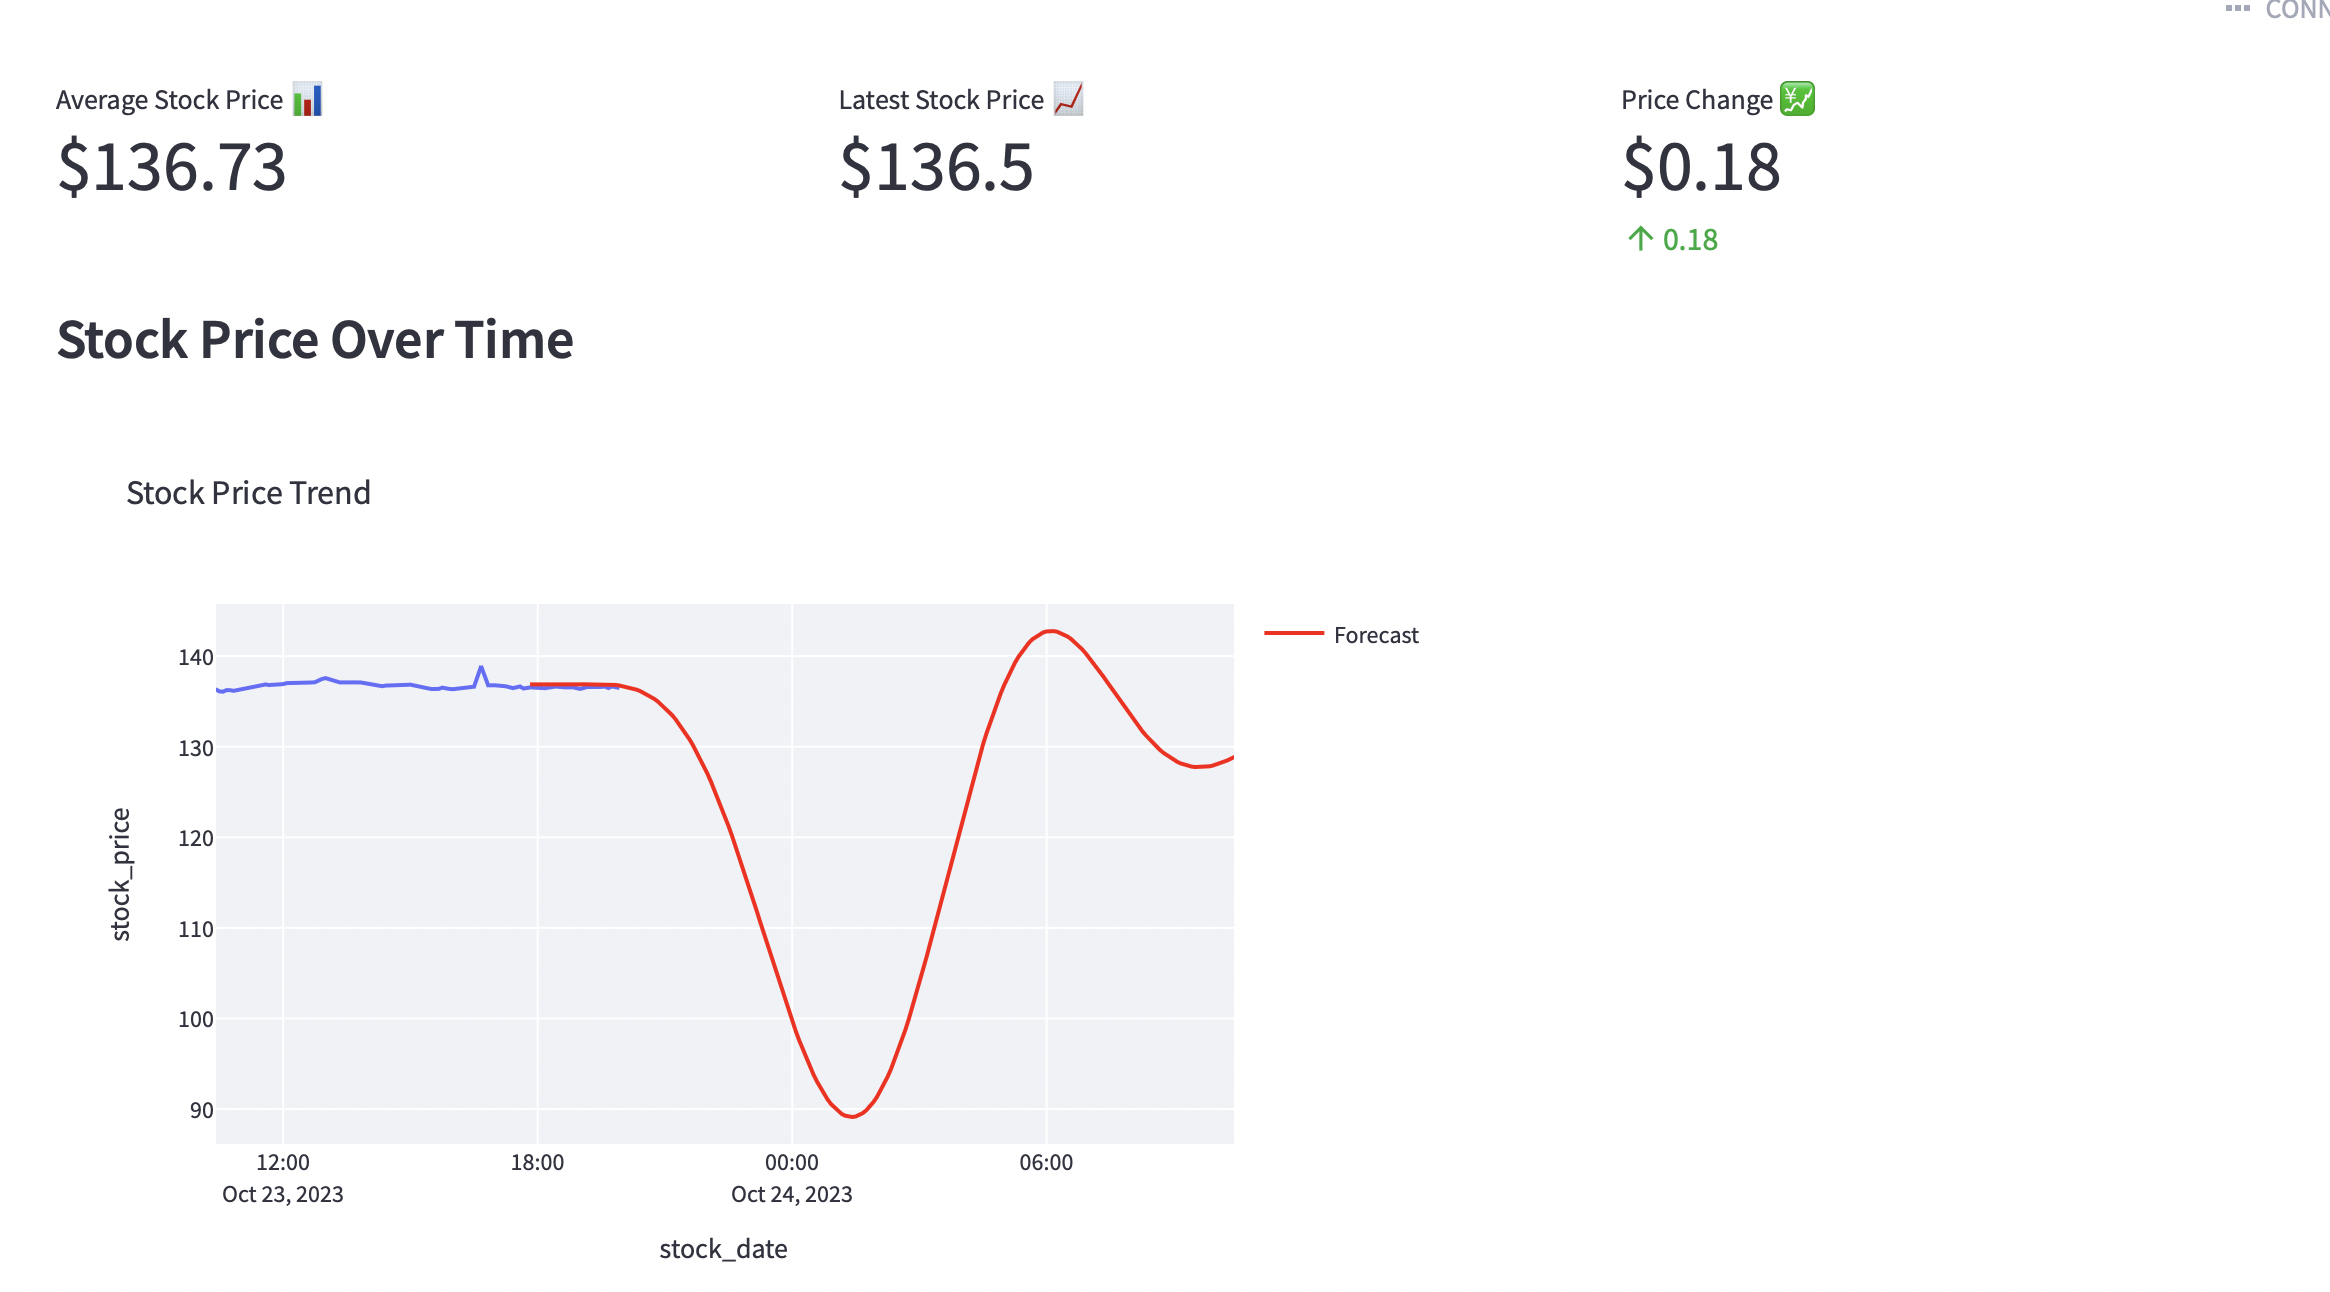 CONN
Average Stock Price
Latest Stock Price
Price Change
$136.73
$136.5
$0.18
↑ 0.18
Stock Price Over Time
Stock Price Trend
Forecast
140
130
120
110
100
90
stock_price
12:00
18:00
00:00
06:00
Oct 23, 2023
Oct 24, 2023
stock_date